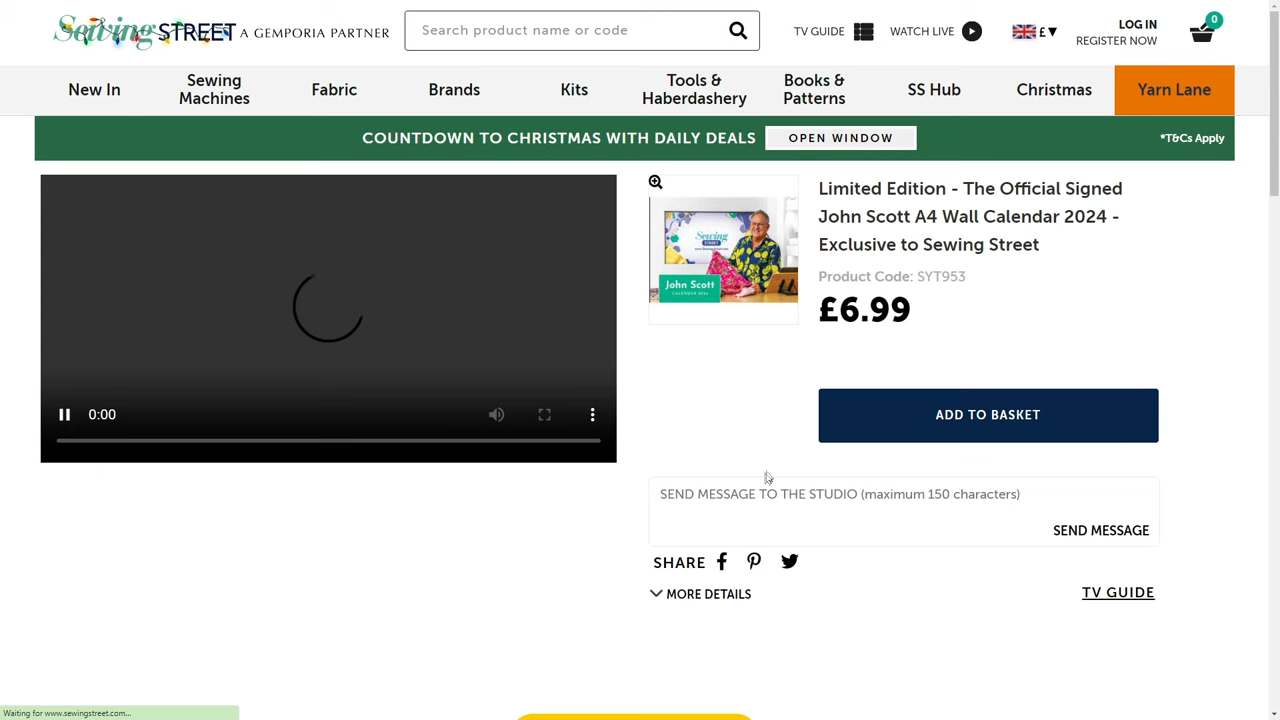 Sewing STREET A GEMPORIA PARTNER
Search product name or code
TV GUIDE
WATCH LIVE
£▼
LOG IN
REGISTER NOW
0
New In
Sewing Machines
Fabric
Brands
Kits
Tools & Haberdashery
Books & Patterns
SS Hub
Christmas
Yarn Lane
COUNTDOWN TO CHRISTMAS WITH DAILY DEALS OPEN WINDOW *T&Cs Apply
0:00
Sewing
STREET
John Scott
CALENDAR 2024
Limited Edition - The Official Signed
John Scott A4 Wall Calendar 2024 -
Exclusive to Sewing Street
Product Code: SYT953
£6.99
ADD TO BASKET
SEND MESSAGE TO THE STUDIO (maximum 150 characters)
SEND MESSAGE
SHARE
MORE DETAILS
TV GUIDE
Waiting for www.sewingstreet.com...